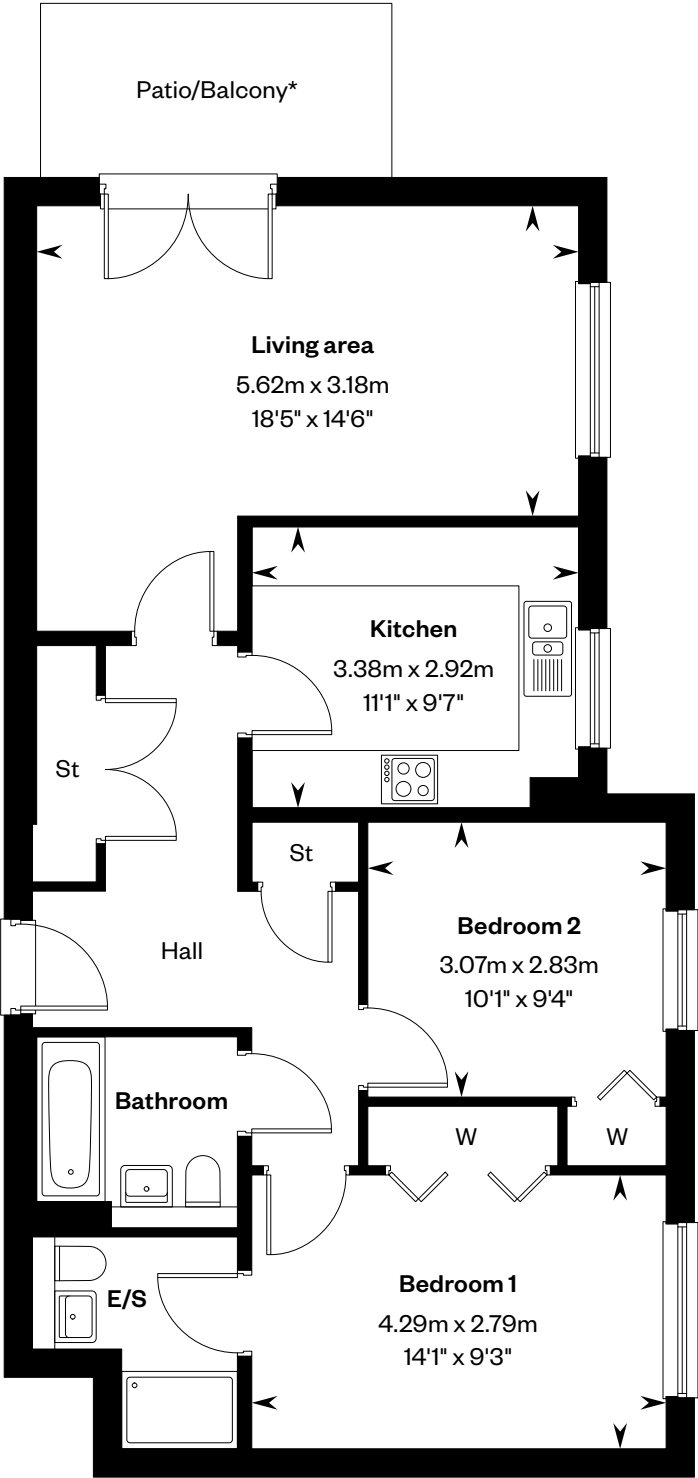 Patio/Balcony*
Living area
5.62m x 3.18m
18'5" x 14'6"
Kitchen
3.38m x 2.92m
11'1" x 9'7"
St
St
Hall
Bedroom 2
3.07m x 2.83m
10'1" x 9'4"
Bathroom
W
W
E/S
Bedroom 1
4.29m x 2.79m
14'1" x 9'3"